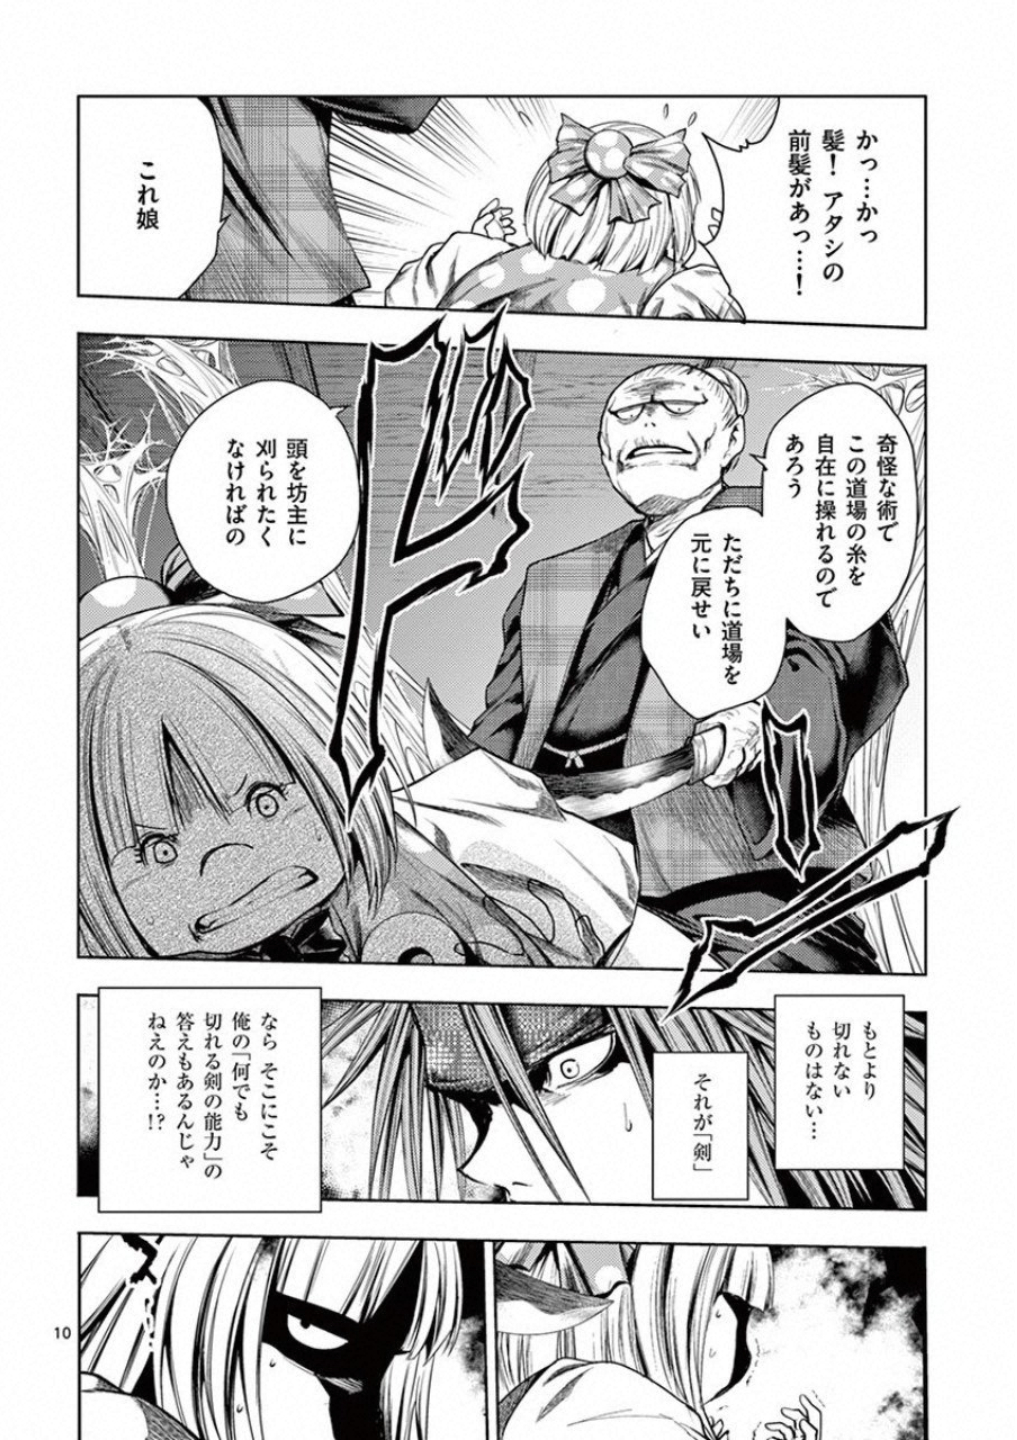 かっ…かっ
髪！アタシの
前髪があっ…！
これ娘
奇怪な術で
この道場の糸を
自在に操れるので
あろう
ただちに道場を
元に戻せい
頭を坊主に
刈られたく
なければの
もとより
切れない
ものはない…
それが「剣」
なら そこにこそ
俺の「何でも
切れる剣の能力」の
答えもあるんじゃ
ねえのか…!?
10